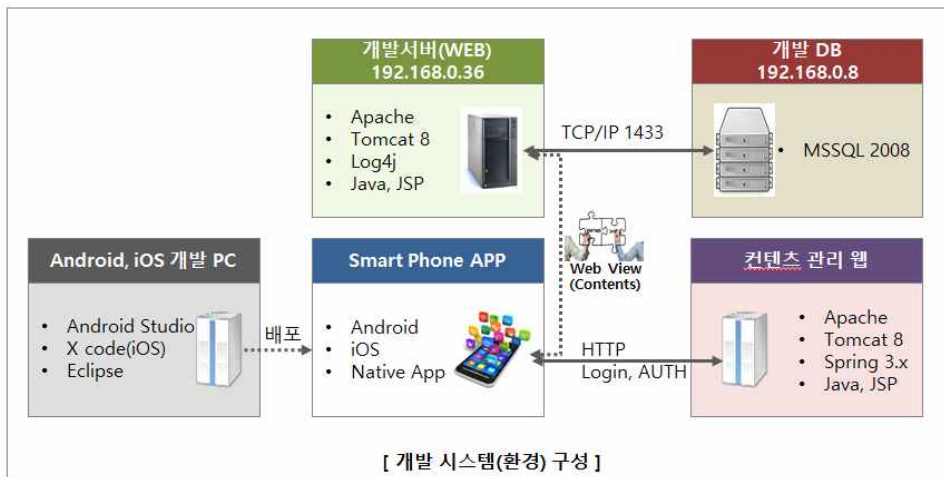 개발서버(WEB)
192.168.0.36
• Apache
• Tomcat 8
• Log4j
• Java, JSP
TCP/IP 1433
개발 DB
192.168.0.8
• MSSQL 2008
Web View
(Contents)
Android, iOS 개발 PC
• Android Studio
• X code(iOS)
• Eclipse
배포
Smart Phone APP
• Android
• iOS
• Native App
HTTP
Login, AUTH
컨텐츠 관리 웹
• Apache
• Tomcat 8
• Spring 3.x
• Java, JSP
[ 개발 시스템(환경) 구성 ]